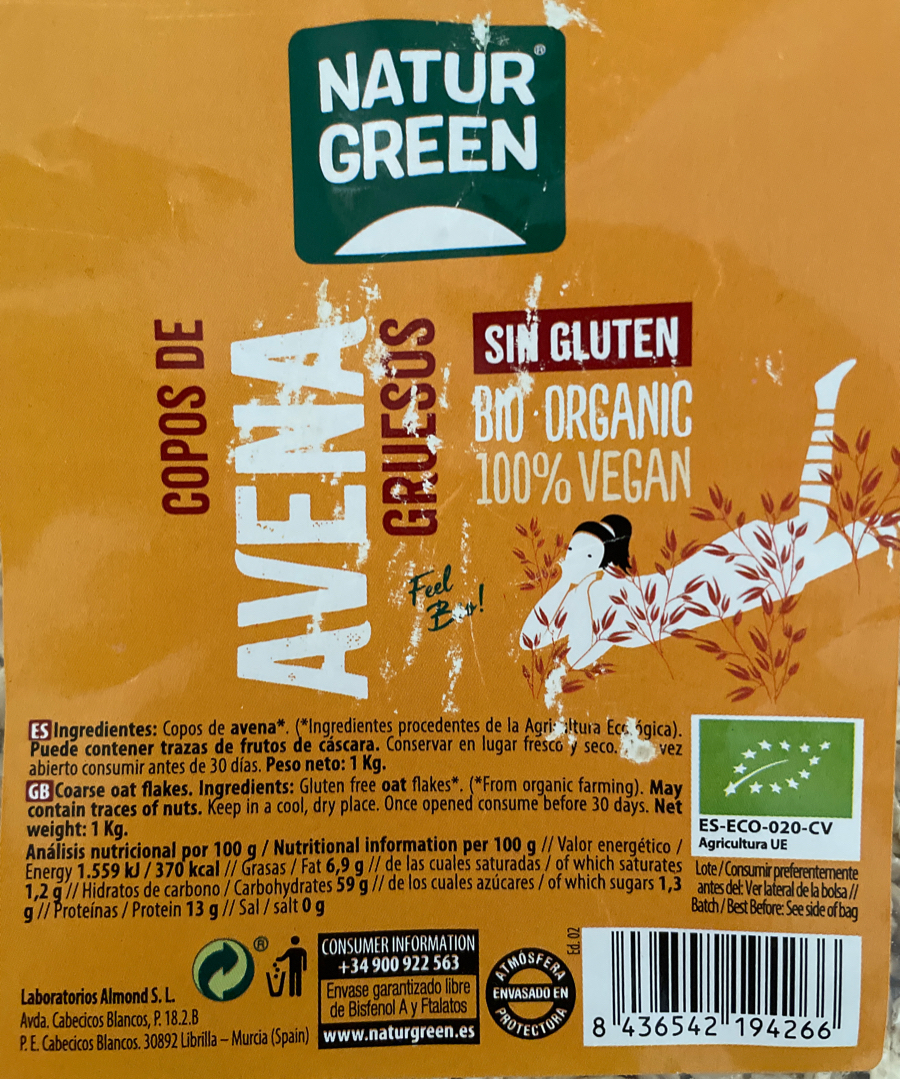 NATUR®
GREEN
COPOS DE
AVENA
GRUESOS
SIN GLUTEN
BIO · ORGANIC
100% VEGAN
Feel
Bio!
ES Ingredientes: Copos de avena*. (*Ingredientes procedentes de la Agricultura Ecológica).
Puede contener trazas de frutos de cáscara. Conservar en lugar fresco y seco. vez
abierto consumir antes de 30 días. Peso neto: 1 Kg.
GB Coarse oat flakes. Ingredients: Gluten free oat flakes*. (*From organic farming). May
contain traces of nuts. Keep in a cool, dry place. Once opened consume before 30 days. Net
weight: 1 Kg.
Análisis nutricional por 100 g / Nutritional information per 100 g // Valor energético /
Energy 1.559 kJ / 370 kcal // Grasas / Fat 6,9 g // de las cuales saturadas / of which saturates
1,2 g // Hidratos de carbono / Carbohydrates 59 g // de los cuales azúcares / of which sugars 1,3
g // Proteínas / Protein 13 g // Sal / salt 0 g
ES-ECO-020-CV
Agricultura UE
Lote / Consumir preferentemente
antes del: Ver lateral de la bolsa //
Batch / Best Before: See side of bag
®
Laboratorios Almond S. L.
Avda. Cabecicos Blancos, P. 18.2.B
P. E. Cabecicos Blancos. 30892 Librilla – Murcia (Spain)
CONSUMER INFORMATION
+34 900 922 563
Envase garantizado libre
de Bisfenol A y Ftalatos
www.naturgreen.es
ATMÓSFERA
ENVASADO EN
PROTECTORA
Ed. 02
8 436542 194266